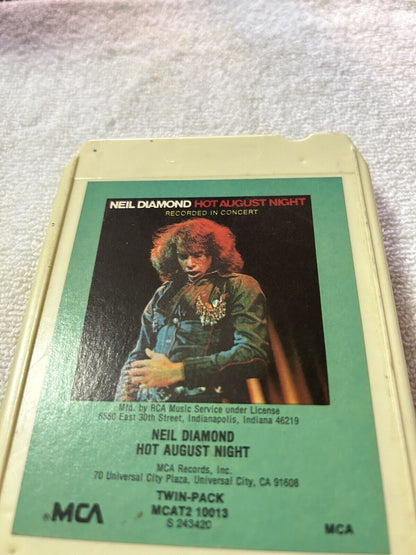 NEIL DIAMOND HOT AUGUST NIGHT
RECORDED IN CONCERT
Mfd. by RCA Music Service under License
6550 East 30th Street, Indianapolis, Indiana 46219
NEIL DIAMOND
HOT AUGUST NIGHT
MCA Records, Inc.
70 Universal City Plaza, Universal City, CA 91608
TWIN-PACK
®MCA MCAT2 10013 MCA
S 243420